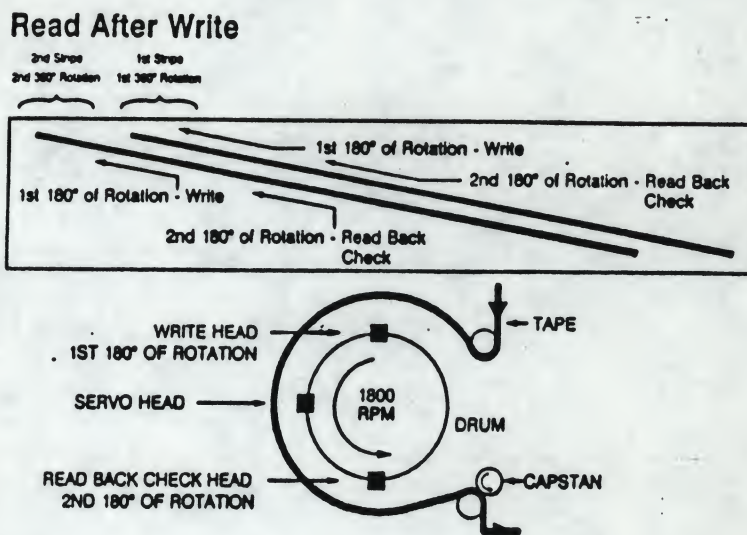 Read After Write
2nd Stripe
2nd 360° Rotation
1st Stripe
1st 360° Rotation
1st 180° of Rotation - Write
2nd 180° of Rotation - Read Back
Check
1st 180° of Rotation - Write
2nd 180° of Rotation - Read Back
Check
WRITE HEAD
1ST 180° OF ROTATION
TAPE
SERVO HEAD
1800
RPM
DRUM
READ BACK CHECK HEAD
2ND 180° OF ROTATION
CAPSTAN